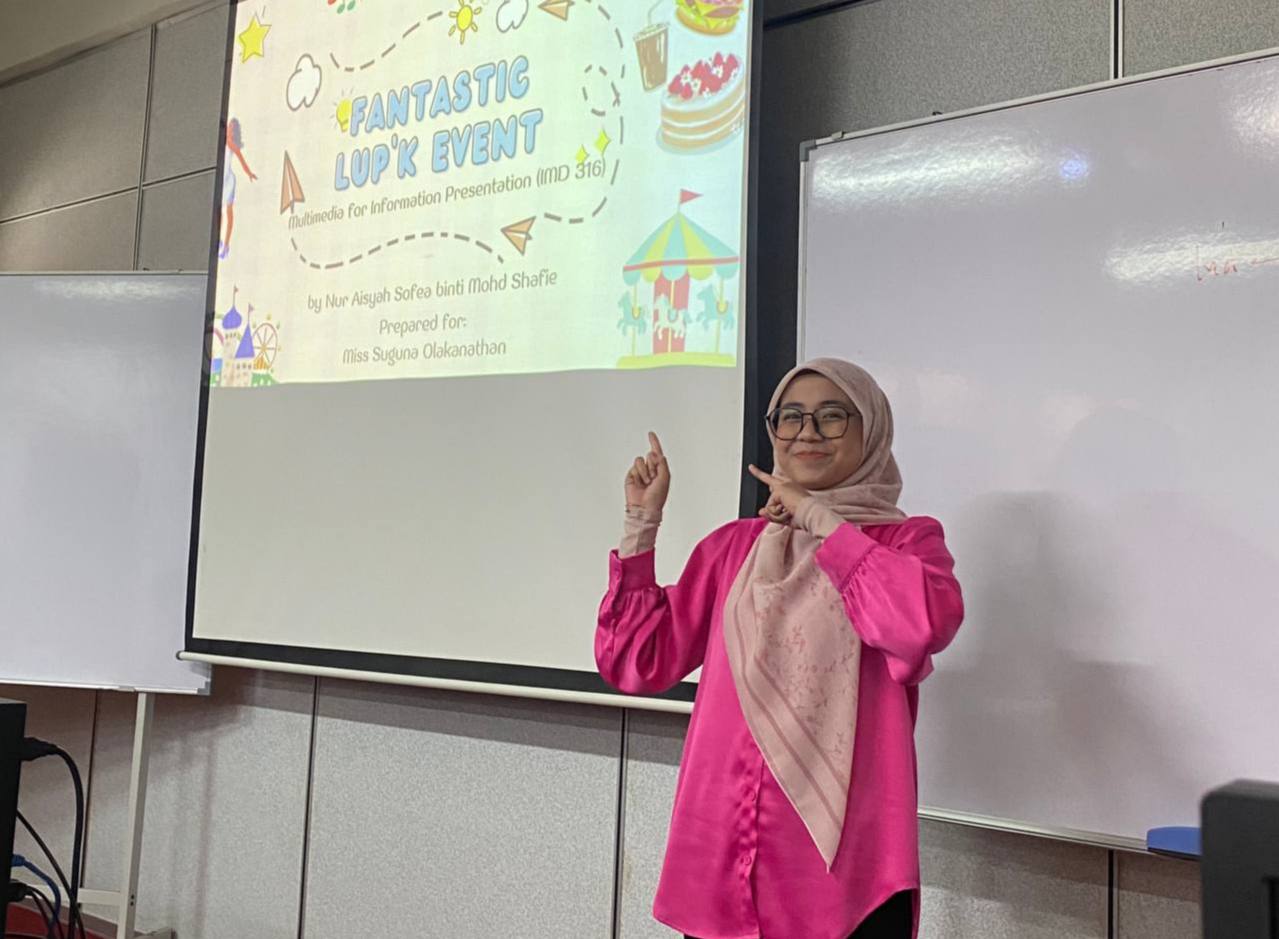 FANTASTIC
LUP'K EVENT
Multimedia for Information Presentation (IMD 316)
by Nur Aisyah Sofea binti Mohd Shafie
Prepared for:
Miss Suguna Olakanathan